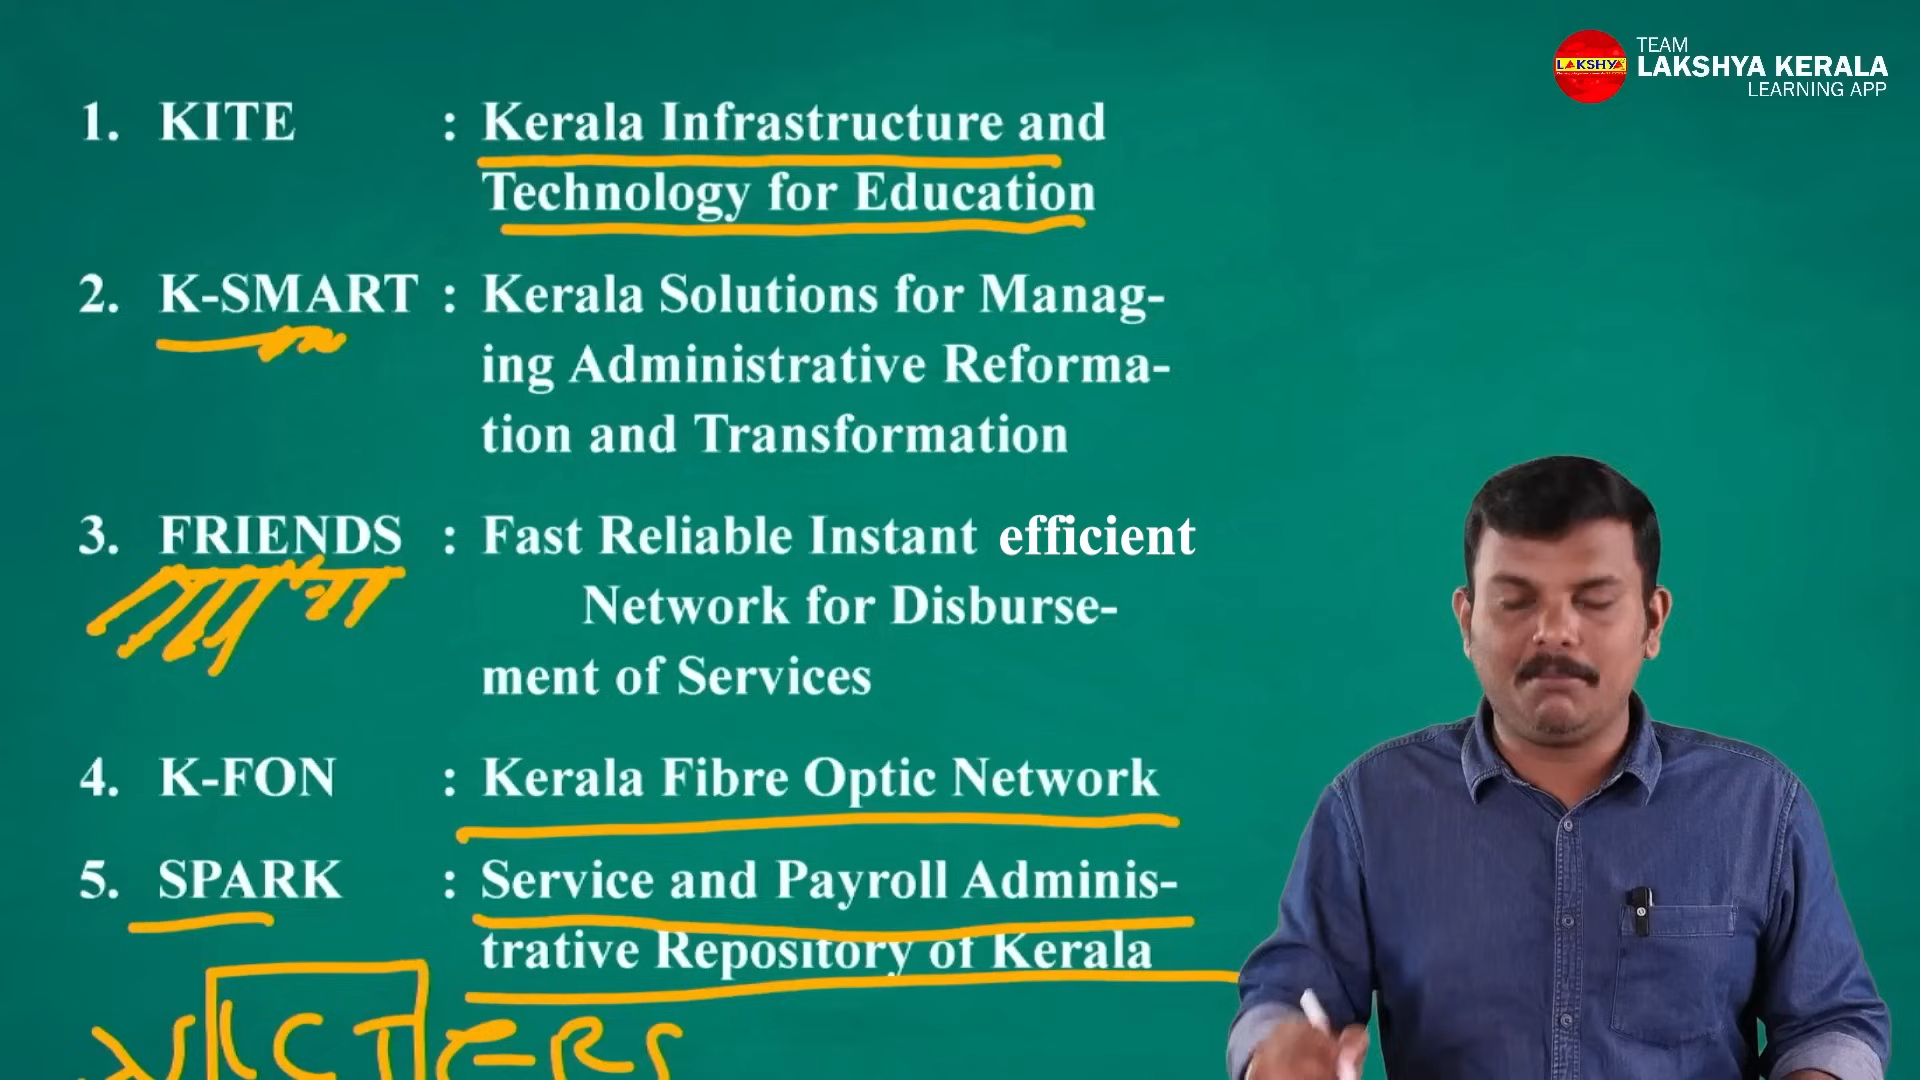 TEAM
LAKSHYA
LAKSHYA KERALA
LEARNING APP
1. KITE : Kerala Infrastructure and
Technology for Education
2. K-SMART : Kerala Solutions for Manag-
ing Administrative Reforma-
tion and Transformation
3. FRIENDS : Fast Reliable Instant efficient
Network for Disburse-
ment of Services
4. K-FON : Kerala Fibre Optic Network
5. SPARK : Service and Payroll Adminis-
trative Repository of Kerala
VICTERS